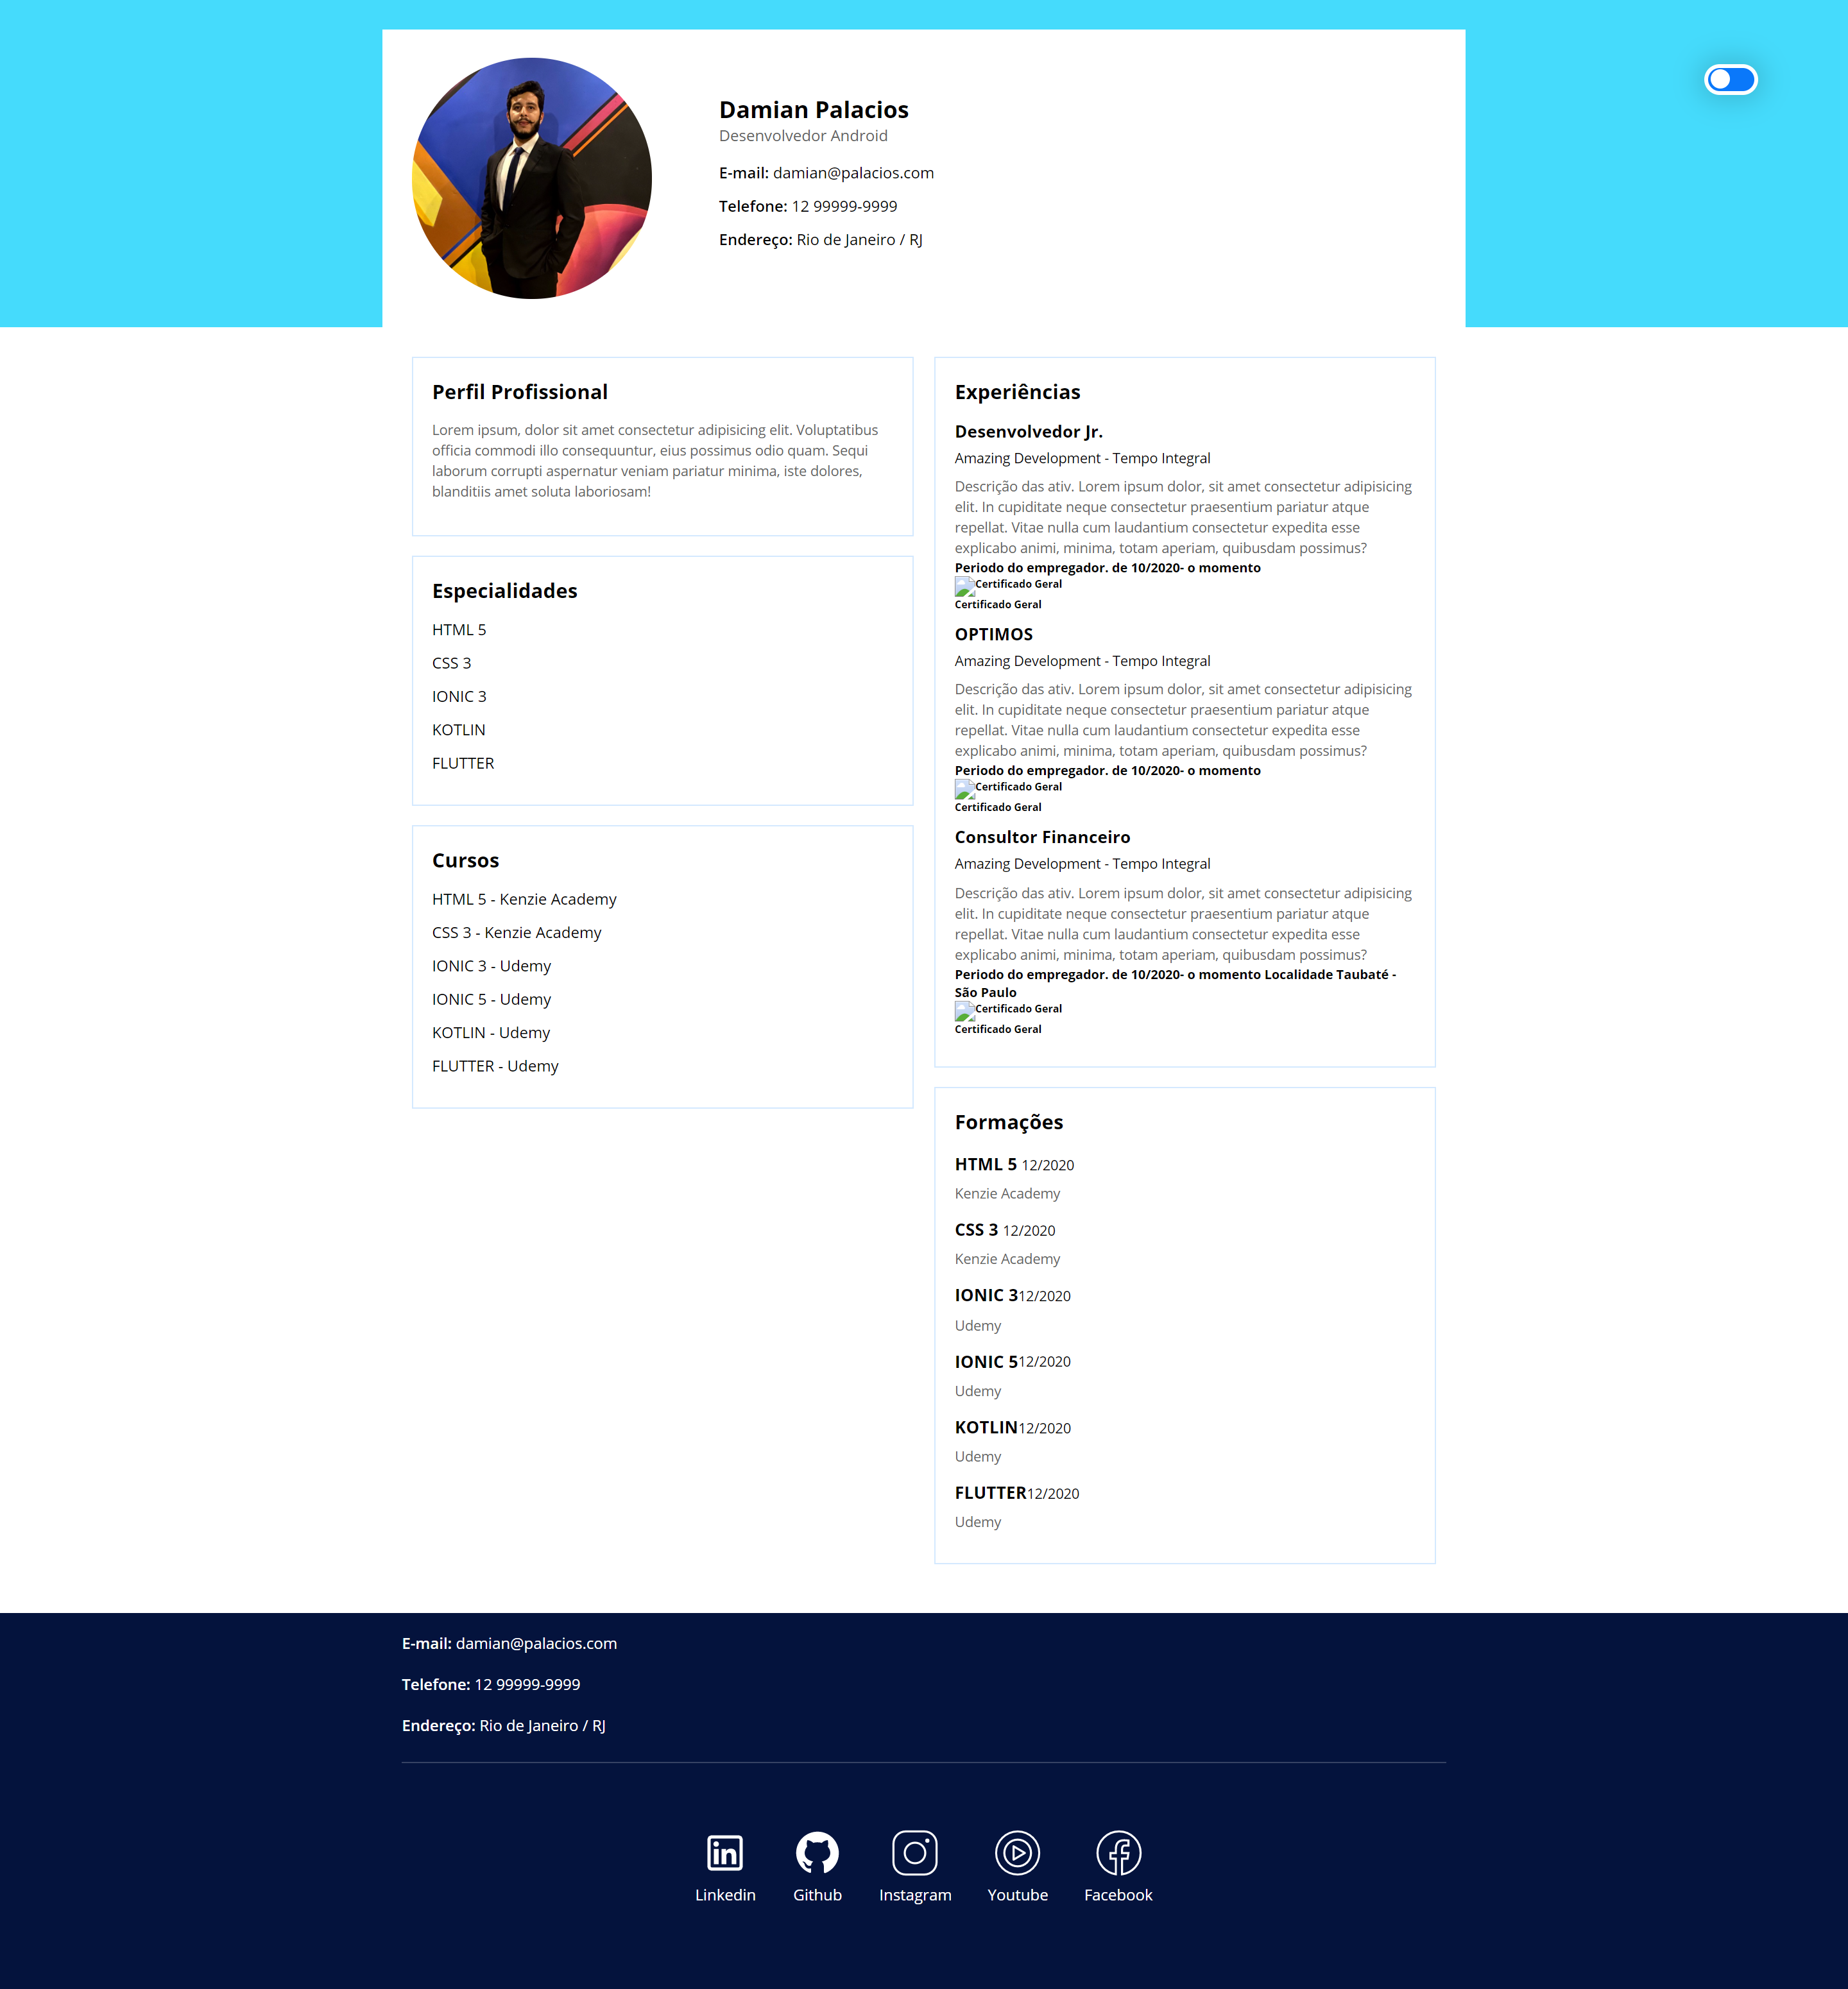 Damian Palacios
Desenvolvedor Android
E-mail: damian@palacios.com
Telefone: 12 99999-9999
Endereço: Rio de Janeiro / RJ
Perfil Profissional
Lorem ipsum, dolor sit amet consectetur adipisicing elit. Voluptatibus
officia commodi illo consequuntur, eius possimus odio quam. Sequi
laborum corrupti aspernatur veniam pariatur minima, iste dolores,
blanditiis amet soluta laboriosam!
Especialidades
HTML 5
CSS 3
IONIC 3
KOTLIN
FLUTTER
Cursos
HTML 5 - Kenzie Academy
CSS 3 - Kenzie Academy
IONIC 3 - Udemy
IONIC 5 - Udemy
KOTLIN - Udemy
FLUTTER - Udemy
Experiências
Desenvolvedor Jr.
Amazing Development - Tempo Integral
Descrição das ativ. Lorem ipsum dolor, sit amet consectetur adipisicing
elit. In cupiditate neque consectetur praesentium pariatur atque
repellat. Vitae nulla cum laudantium consectetur expedita esse
explicabo animi, minima, totam aperiam, quibusdam possimus?
Periodo do empregador. de 10/2020- o momento
Certificado Geral
Certificado Geral
OPTIMOS
Amazing Development - Tempo Integral
Descrição das ativ. Lorem ipsum dolor, sit amet consectetur adipisicing
elit. In cupiditate neque consectetur praesentium pariatur atque
repellat. Vitae nulla cum laudantium consectetur expedita esse
explicabo animi, minima, totam aperiam, quibusdam possimus?
Periodo do empregador. de 10/2020- o momento
Certificado Geral
Certificado Geral
Consultor Financeiro
Amazing Development - Tempo Integral
Descrição das ativ. Lorem ipsum dolor, sit amet consectetur adipisicing
elit. In cupiditate neque consectetur praesentium pariatur atque
repellat. Vitae nulla cum laudantium consectetur expedita esse
explicabo animi, minima, totam aperiam, quibusdam possimus?
Periodo do empregador. de 10/2020- o momento Localidade Taubaté -
São Paulo
Certificado Geral
Certificado Geral
Formações
HTML 5 12/2020
Kenzie Academy
CSS 3 12/2020
Kenzie Academy
IONIC 312/2020
Udemy
IONIC 512/2020
Udemy
KOTLIN12/2020
Udemy
FLUTTER12/2020
Udemy
E-mail: damian@palacios.com
Telefone: 12 99999-9999
Endereço: Rio de Janeiro / RJ
Linkedin Github Instagram Youtube Facebook